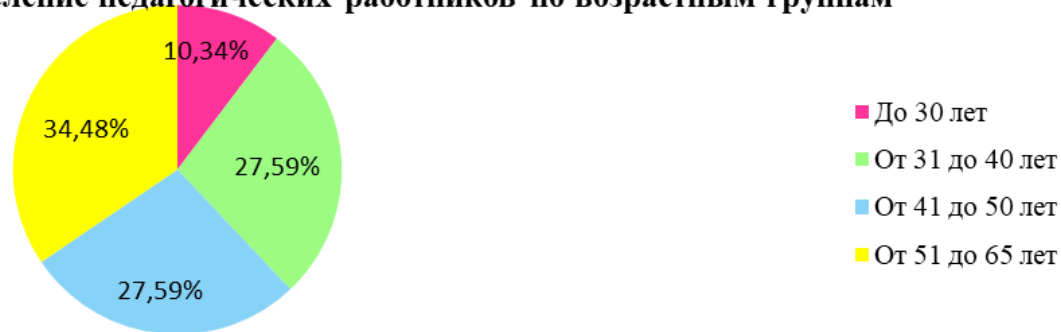 педагогических работников по возрастным группам
10,34%
34,48%
27,59%
27,59%
До 30 лет
От 31 до 40 лет
От 41 до 50 лет
От 51 до 65 лет